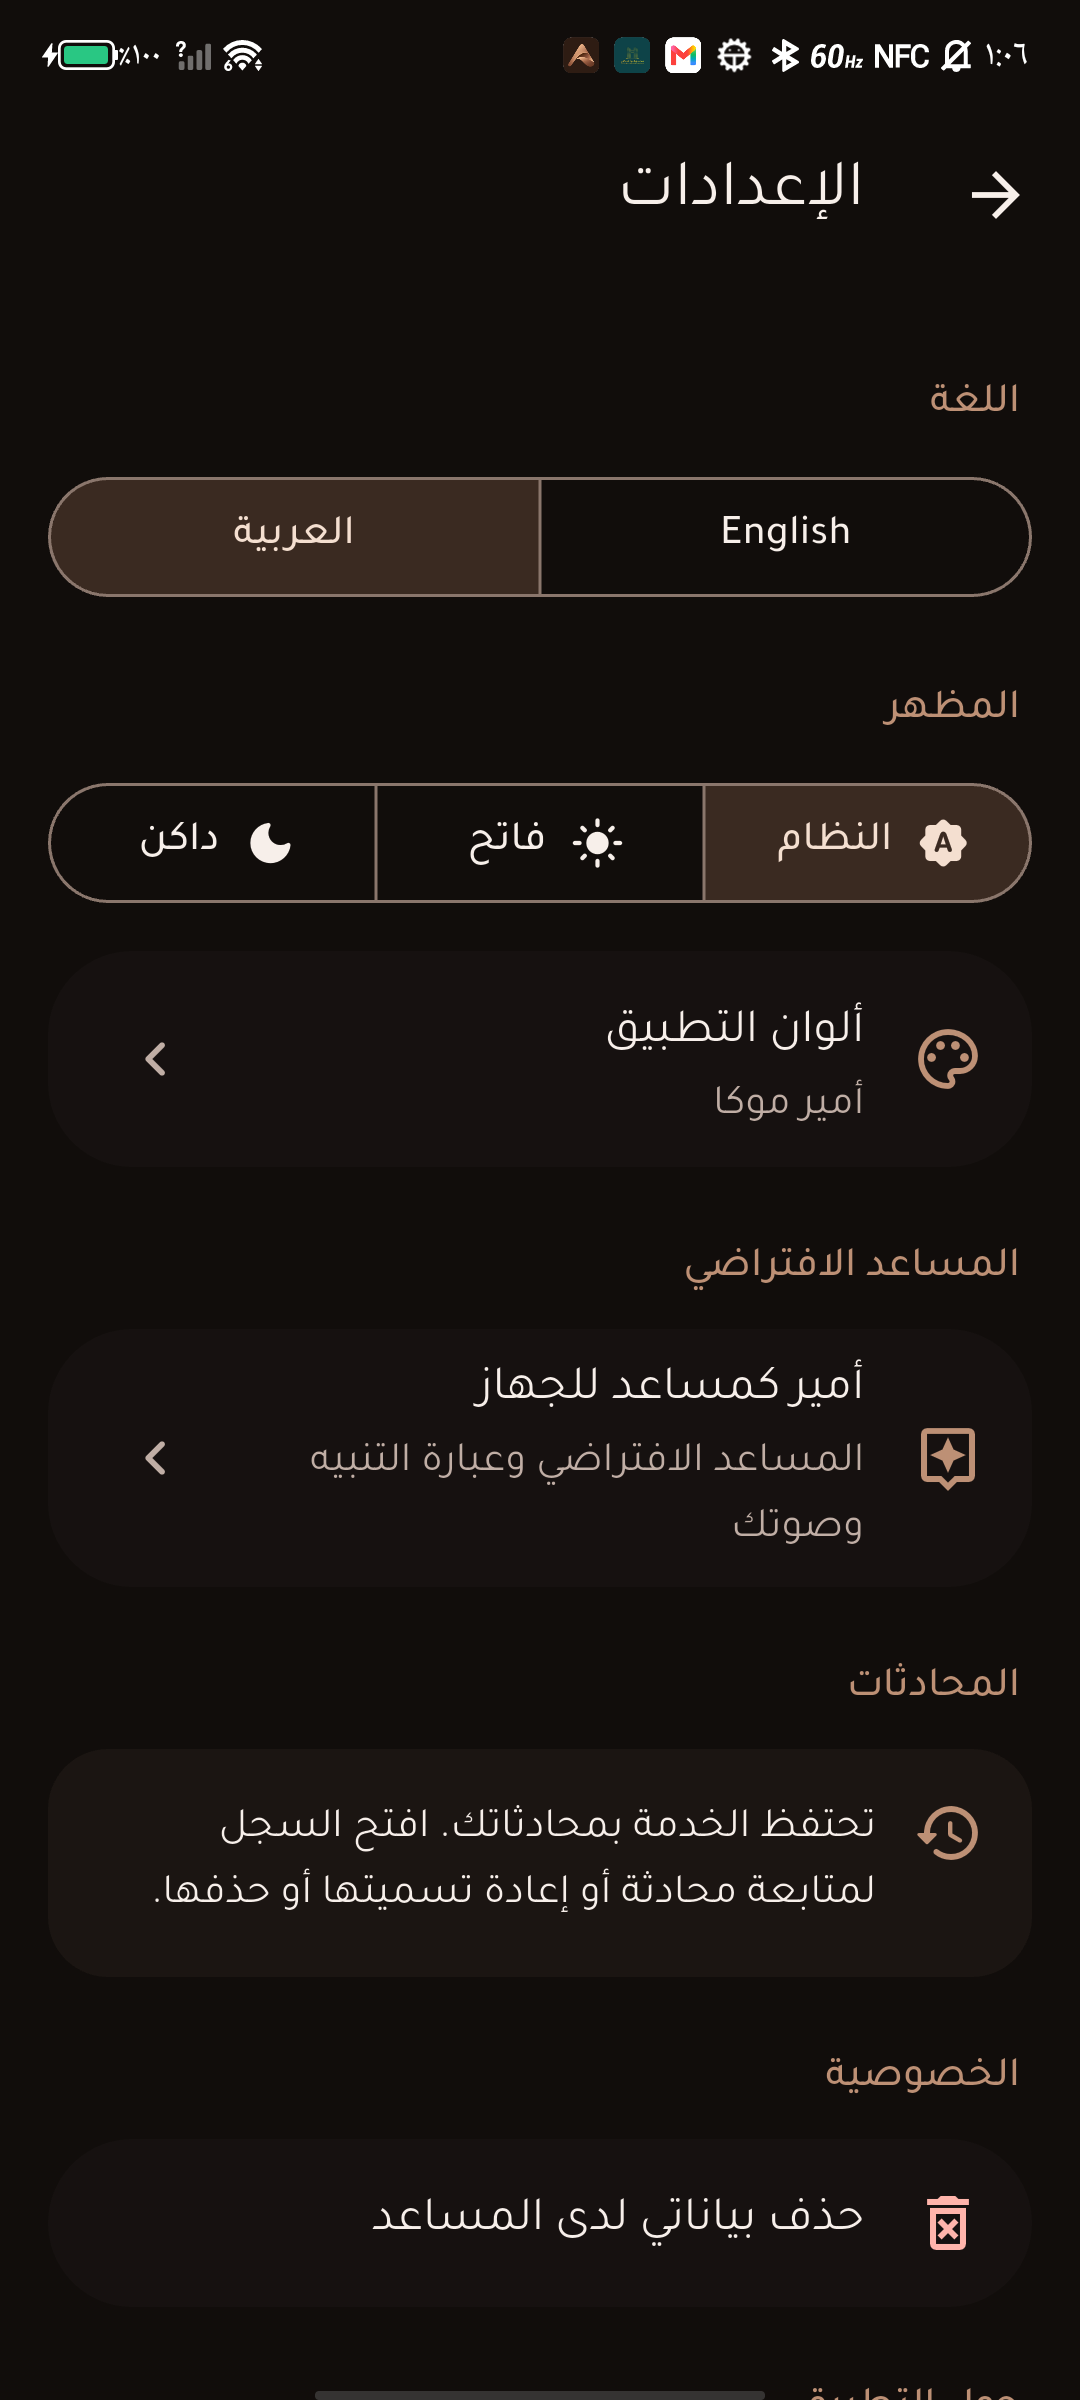 ١:٠٦ NFC 60Hz ١٠٠٪
الإعدادات
اللغة
English العربية
المظهر
النظام فاتح داكن
ألوان التطبيق
أمير موكا
المساعد الافتراضي
أمير كمساعد للجهاز
المساعد الافتراضي وعبارة التنبيه
وصوتك
المحادثات
تحتفظ الخدمة بمحادثاتك. افتح السجل
لمتابعة محادثة أو إعادة تسميتها أو حذفها.
الخصوصية
حذف بياناتي لدى المساعد